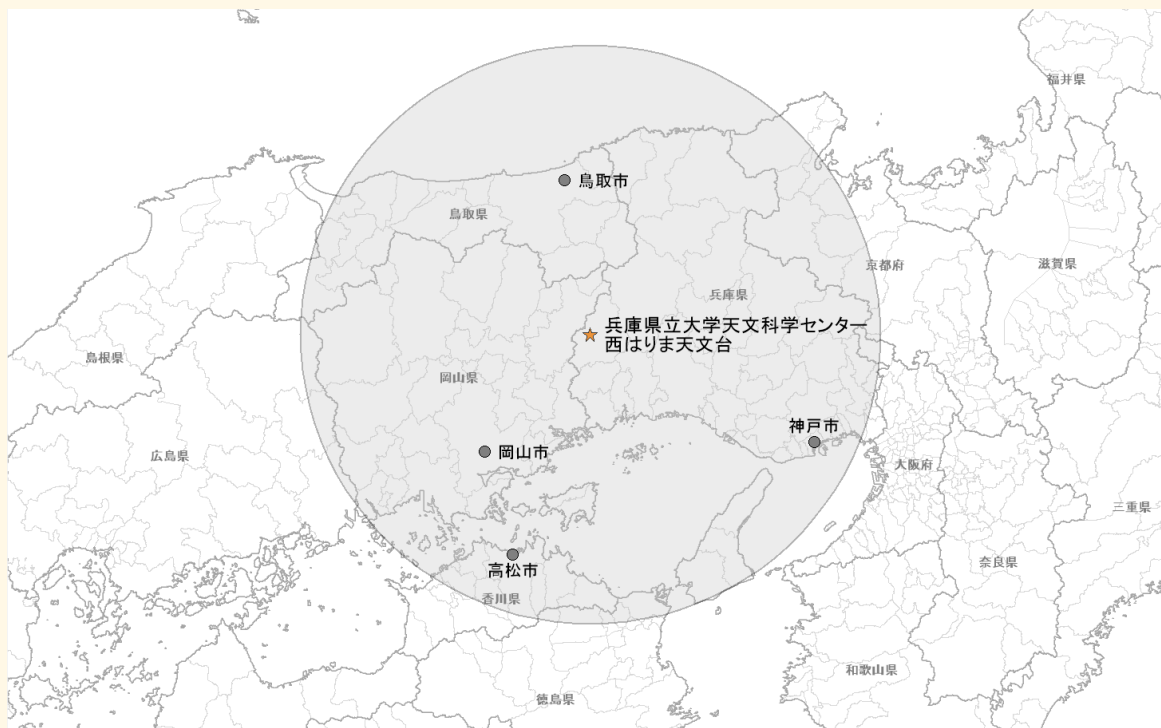 福井県
鳥取市
鳥取県
京都府
滋賀県
兵庫県
兵庫県立大学天文科学センター
西はりま天文台
島根県
岡山県
神戸市
岡山市
広島県
大阪府
三重県
高松市
奈良県
香川県
和歌山県
徳島県